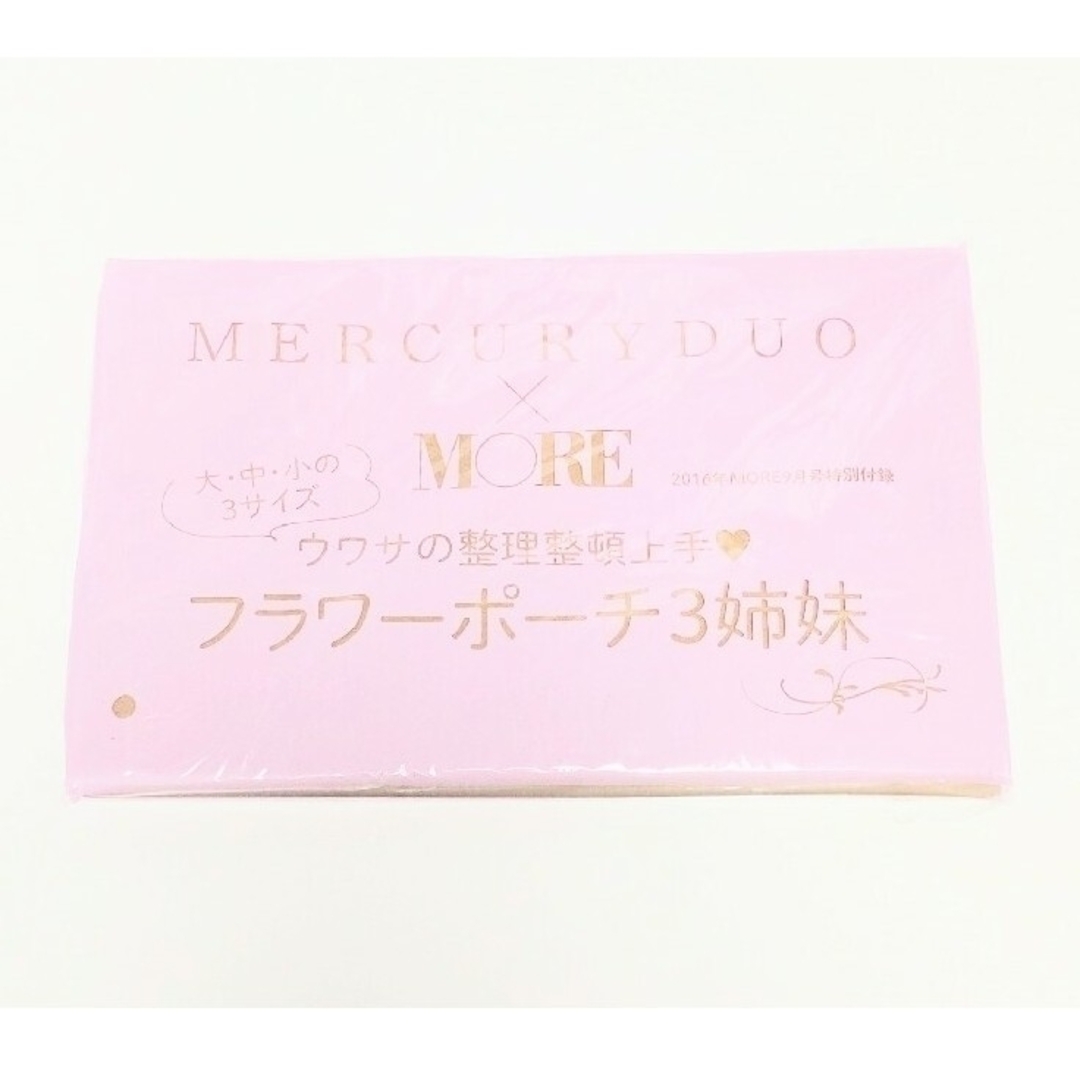 MERCURYDUO
×
MORE
2016年MORE9月号特別付録
大・中・小の
3サイズ
ウワサの整理整頓上手♥
フラワーポーチ3姉妹